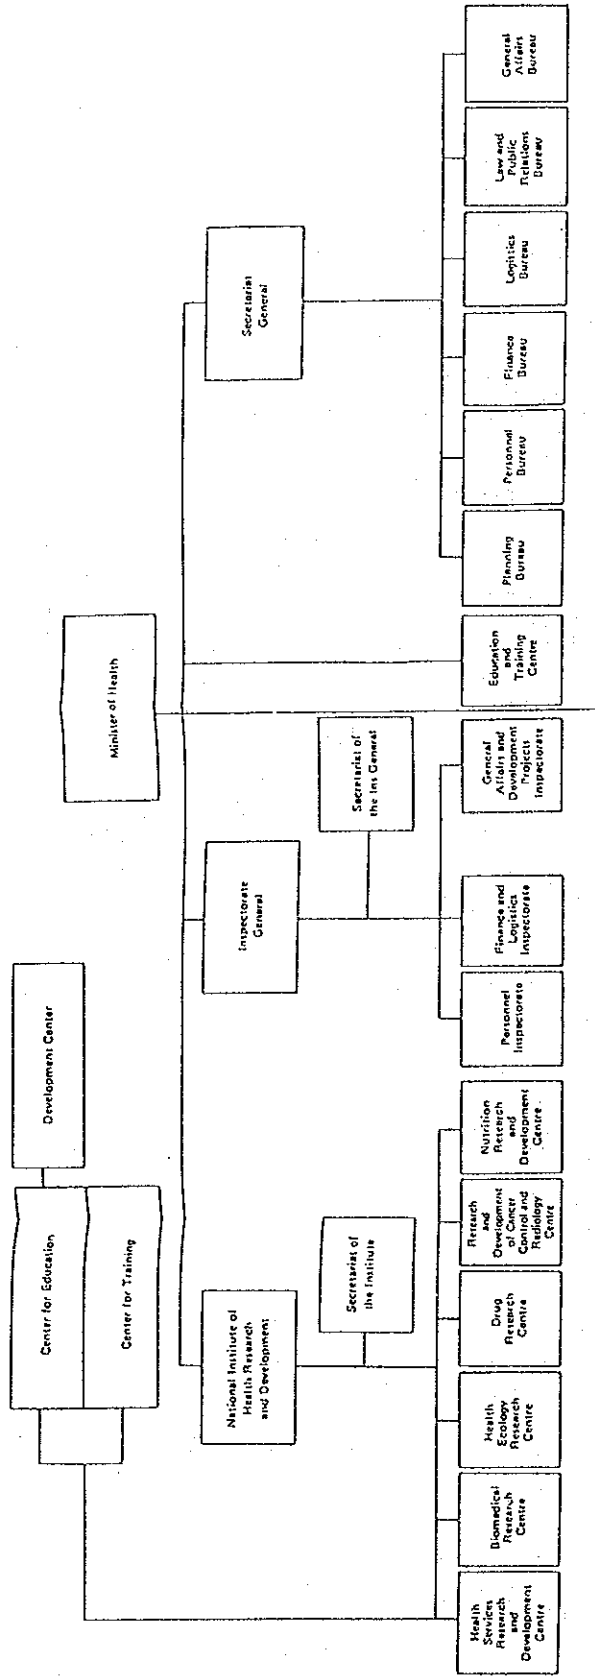 Minister of Health
Center for Education
Center for Training
Development Center
National Institute of
Health Research
and Development
Inspectorate
General
Secretariat
General
Secretariat of
the Institute
Secretariat of
the Ins General
Health
Services
Research
and
Development
Centre
Biomedical
Research
Centre
Health
Ecology
Research
Centre
Drug
Research
Centre
Research
and
Development
of Cancer
Control and
Radiology
Centre
Nutrition
Research
and
Development
Centre
Personnel
Inspectorate
Finance and
Logistics
Inspectorate
General
Affairs and
Development
Projects
Inspectorate
Education
and
Training
Centre
Planning
Bureau
Personnel
Bureau
Finance
Bureau
Logistics
Bureau
Law and
Public
Relations
Bureau
General
Affairs
Bureau